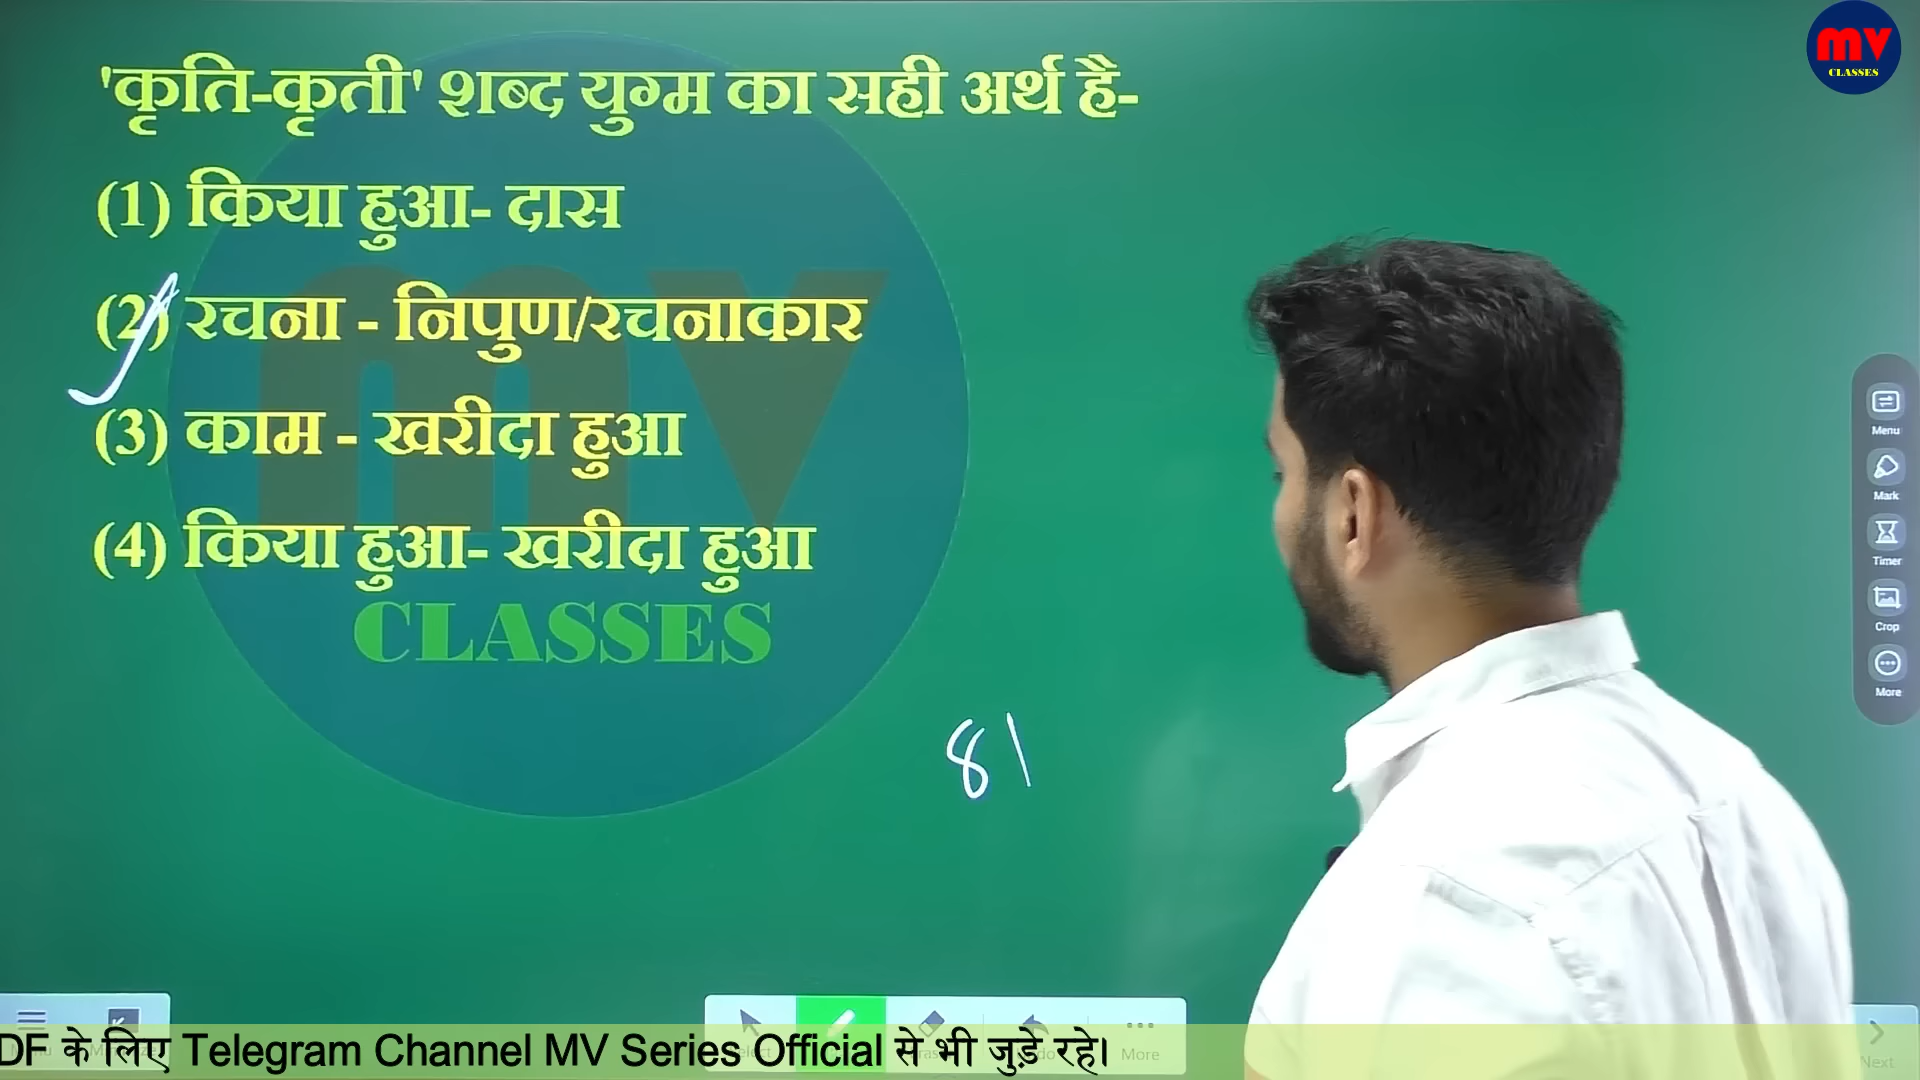 mv
CLASSES
'कृति-कृती' शब्द युग्म का सही अर्थ है-
(1) किया हुआ- दास
(2) रचना - निपुण/रचनाकार
(3) काम - खरीदा हुआ
(4) किया हुआ- खरीदा हुआ
mv
CLASSES
81
Menu
Mark
Timer
Crop
More
More
Next
DF के लिए Telegram Channel MV Series Official से भी जुड़े रहे।